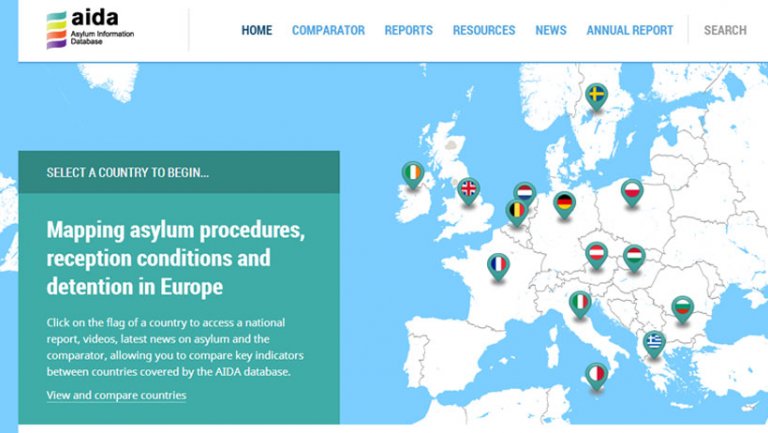 aida
Asylum Information
Database
HOME
COMPARATOR
REPORTS
RESOURCES
NEWS
ANNUAL REPORT
SEARCH
SELECT A COUNTRY TO BEGIN...
Mapping asylum procedures,
reception conditions and
detention in Europe
Click on the flag of a country to access a national
report, videos, latest news on asylum and the
comparator, allowing you to compare key indicators
between countries covered by the AIDA database.
View and compare countries